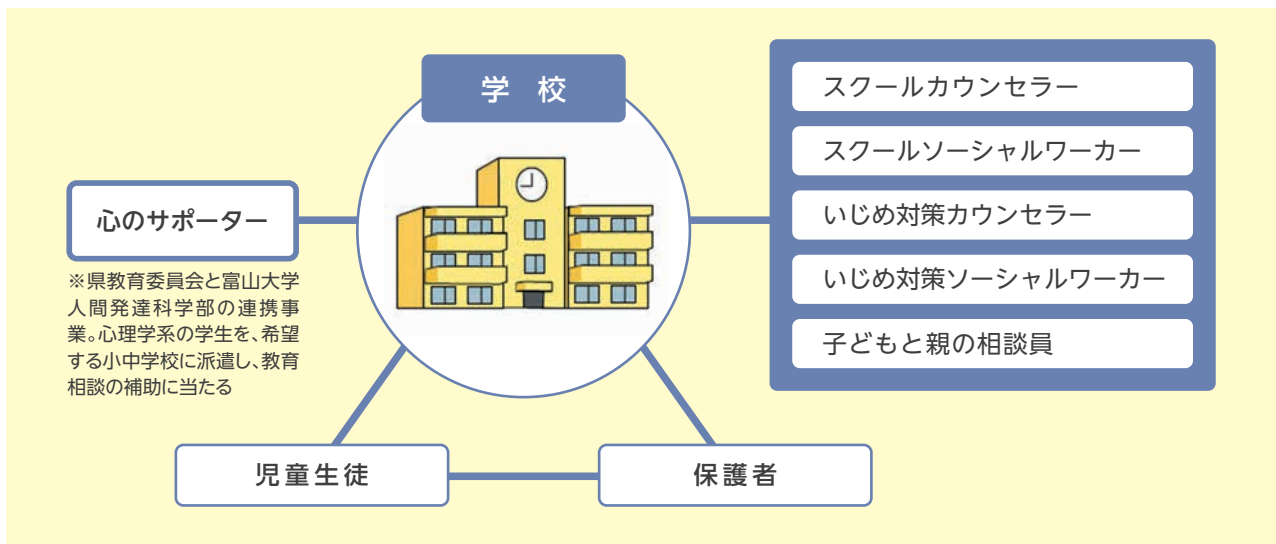 学校
心のサポーター
※県教育委員会と富山大学
人間発達科学部の連携事
業。心理学系の学生を、希望
する小中学校に派遣し、教育
相談の補助に当たる
スクールカウンセラー
スクールソーシャルワーカー
いじめ対策カウンセラー
いじめ対策ソーシャルワーカー
子どもと親の相談員
児童生徒
保護者